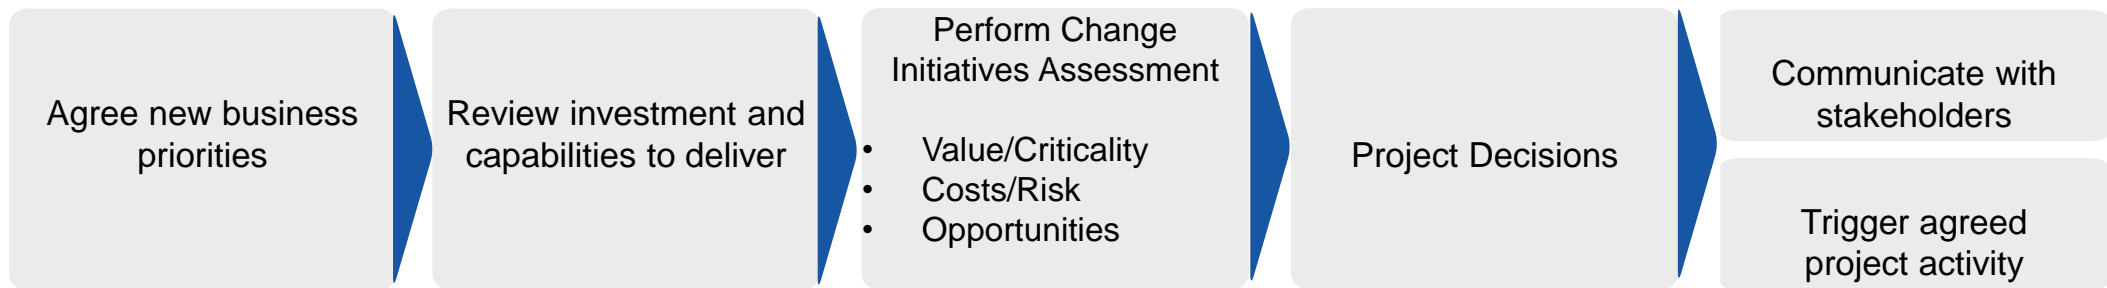 Agree new business
priorities
Review investment and
capabilities to deliver
Perform Change
Initiatives Assessment
• Value/Criticality
• Costs/Risk
• Opportunities
Project Decisions
Communicate with
stakeholders
Trigger agreed
project activity